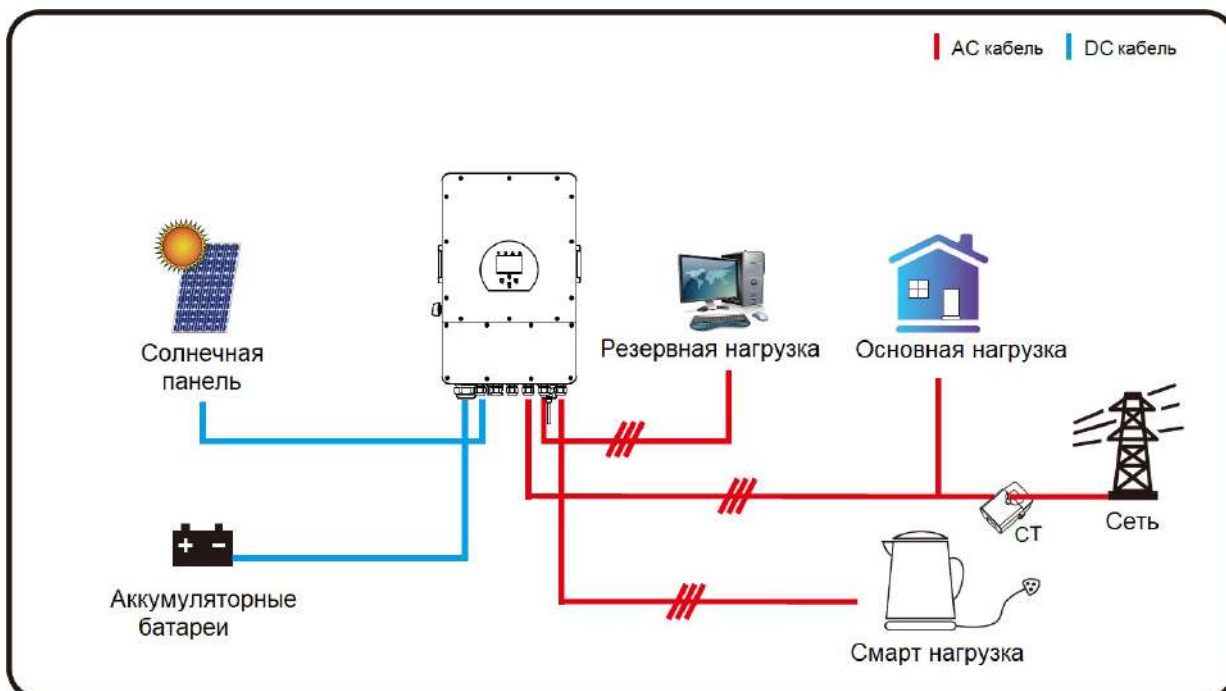 AC кабель
DC кабель
Солнечная
панель
Резервная нагрузка
Основная нагрузка
Сеть
CT
+ −
Аккумуляторные
батареи
Смарт нагрузка